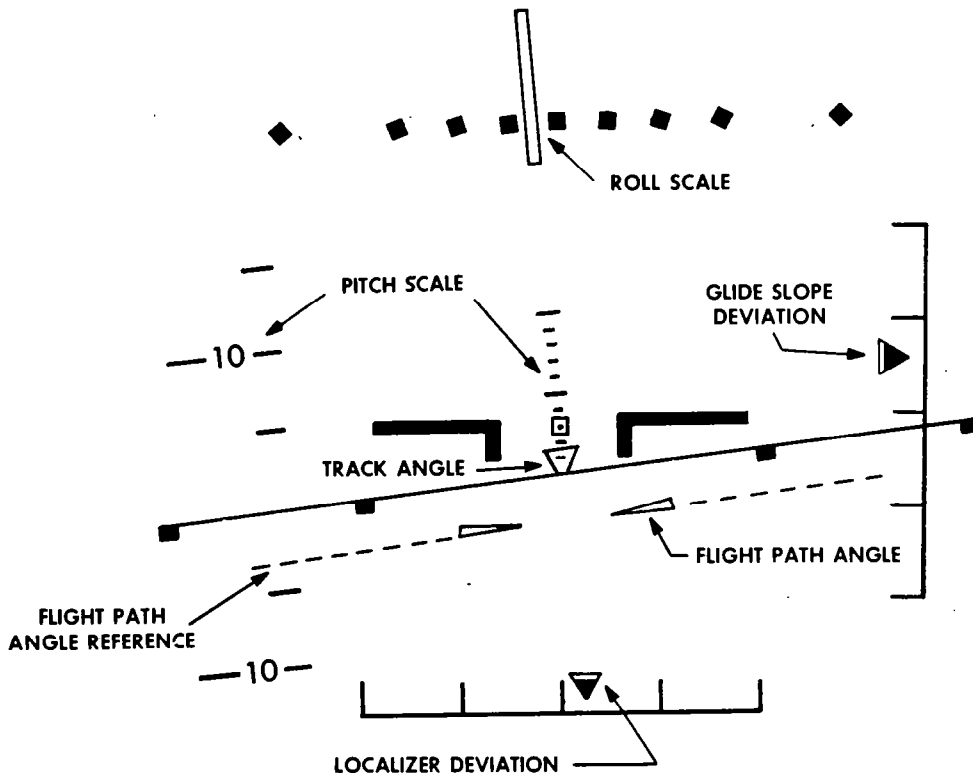 ROLL SCALE
PITCH SCALE
GLIDE SLOPE
DEVIATION
10
TRACK ANGLE
FLIGHT PATH ANGLE
FLIGHT PATH
ANGLE REFERENCE
10
LOCALIZER DEVIATION